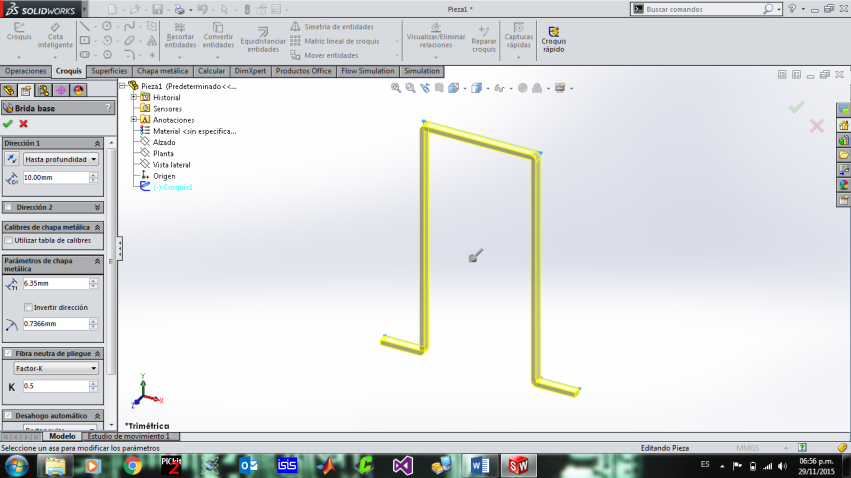 SOLIDWORKS
Pieza1 *
Buscar comandos
Croquis
Cota inteligente
Recortar entidades
Convertir entidades
Equidistanciar entidades
Simetría de entidades
Matriz lineal de croquis
Mover entidades
Visualizar/Eliminar relaciones
Reparar croquis
Capturas rápidas
Croquis rápido
Operaciones
Croquis
Superficies
Chapa metálica
Calcular
DimXpert
Productos Office
Flow Simulation
Simulation
Brida base
?
Dirección 1
Hasta profundidad
10.00mm
Dirección 2
Calibres de chapa metálica
Utilizar tabla de calibres
Parámetros de chapa metálica
6.35mm
Invertir dirección
0.7366mm
Fibra neutra de pliegue
Factor-K
K
0.5
Desahogo automático
Pieza1 (Predeterminado<<...
Historial
Sensores
Anotaciones
Material <sin especifica...
Alzado
Planta
Vista lateral
Origen
(-) Croquis1
Y
X
Z
*Trimétrica
Modelo
Estudio de movimiento 1
Seleccione un asa para modificar los parámetros
Editando Pieza
MMGS
ES
06:56 p.m.
29/11/2015